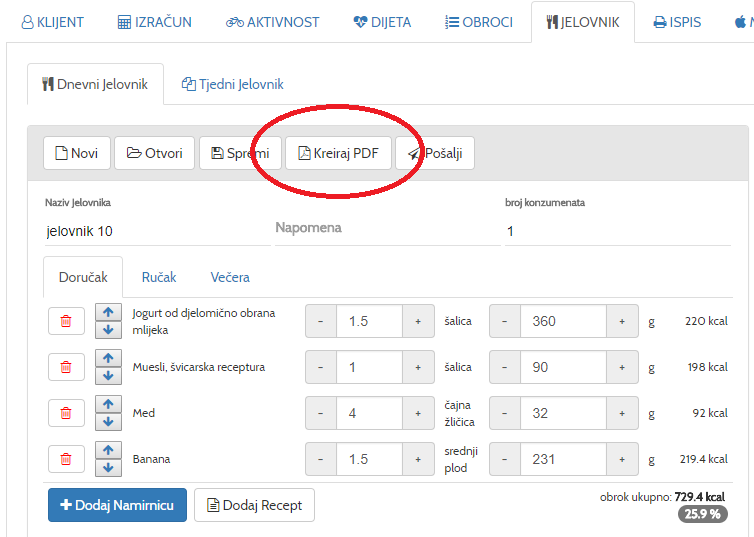 KLIJENT IZRAČUN AKTIVNOST DIJETA OBROCI JELOVNIK ISPIS
Dnevni Jelovnik Tjedni Jelovnik
Novi Otvori Spremi Kreiraj PDF Pošalji
Naziv Jelovnika broj konzumenata
jelovnik 10 Napomena 1
Doručak Ručak Večera
Jogurt od djelomično obrana
mlijeka - 1.5 + šalica - 360 + g 220 kcal
Muesli, švicarska receptura - 1 + šalica - 90 + g 198 kcal
Med - 4 + čajna
žličica - 32 + g 92 kcal
Banana - 1.5 + srednji
plod - 231 + g 219.4 kcal
+ Dodaj Namirnicu Dodaj Recept obrok ukupno: 729.4 kcal
25.9 %